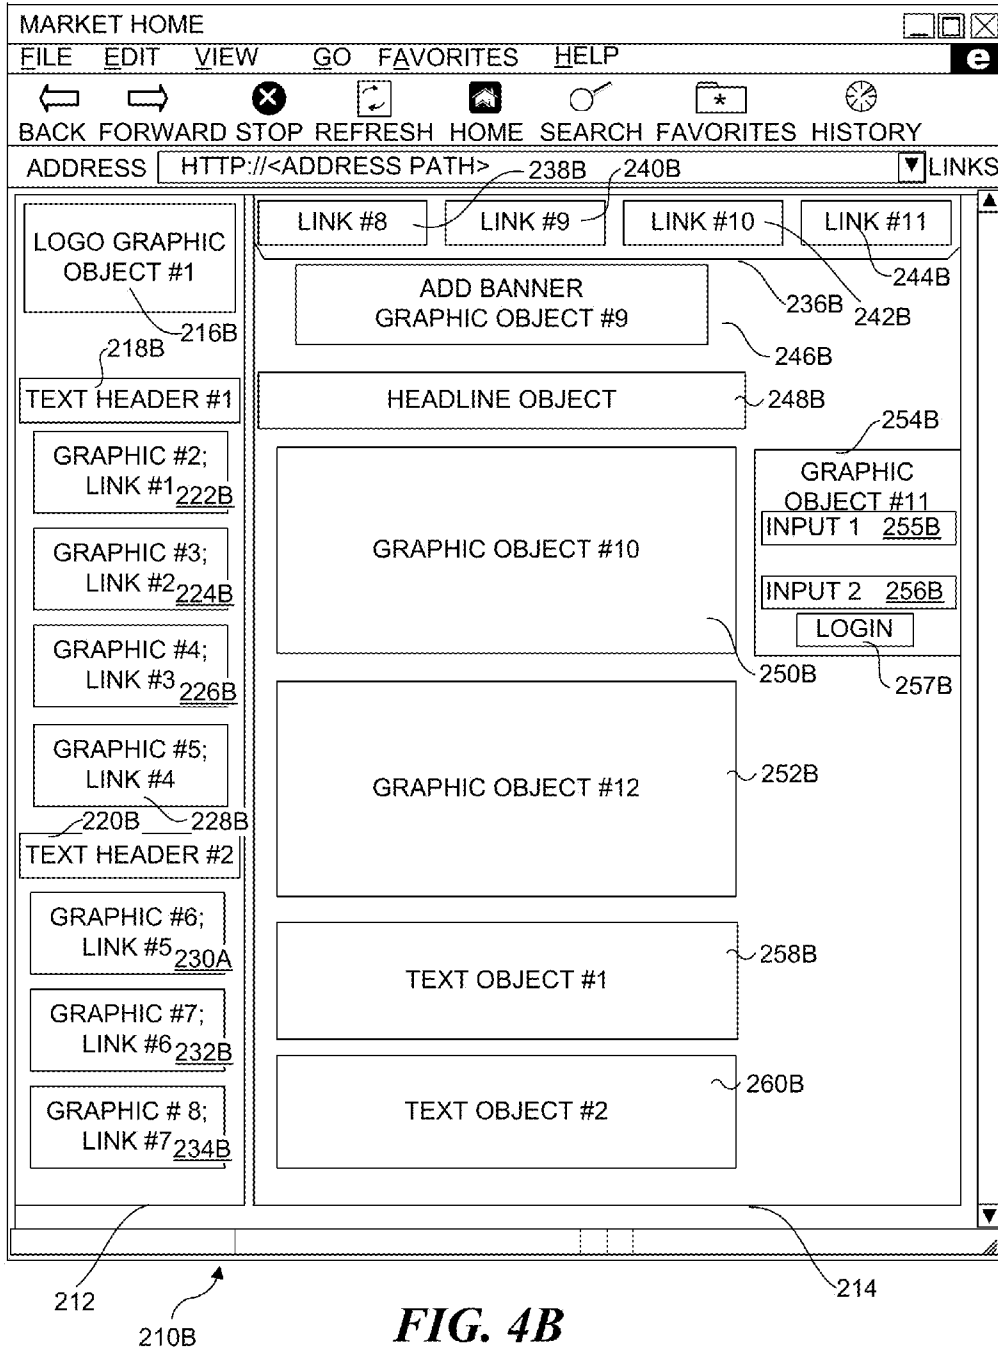 MARKET HOME
FILE EDIT VIEW GO FAVORITES HELP
e
BACK FORWARD STOP REFRESH HOME SEARCH FAVORITES HISTORY
ADDRESS HTTP://<ADDRESS PATH> LINKS
238B 240B
LINK #8 LINK #9 LINK #10 LINK #11
244B
236B 242B
LOGO GRAPHIC
OBJECT #1
216B
218B
TEXT HEADER #1
GRAPHIC #2;
LINK #1 222B
GRAPHIC #3;
LINK #2 224B
GRAPHIC #4;
LINK #3 226B
GRAPHIC #5;
LINK #4
220B 228B
TEXT HEADER #2
GRAPHIC #6;
LINK #5 230A
GRAPHIC #7;
LINK #6 232B
GRAPHIC # 8;
LINK #7 234B
ADD BANNER
GRAPHIC OBJECT #9
246B
HEADLINE OBJECT 248B
254B
GRAPHIC
OBJECT #11
INPUT 1 255B
INPUT 2 256B
LOGIN
257B
GRAPHIC OBJECT #10
250B
GRAPHIC OBJECT #12 252B
TEXT OBJECT #1 258B
TEXT OBJECT #2 260B
212 214
210B
FIG. 4B